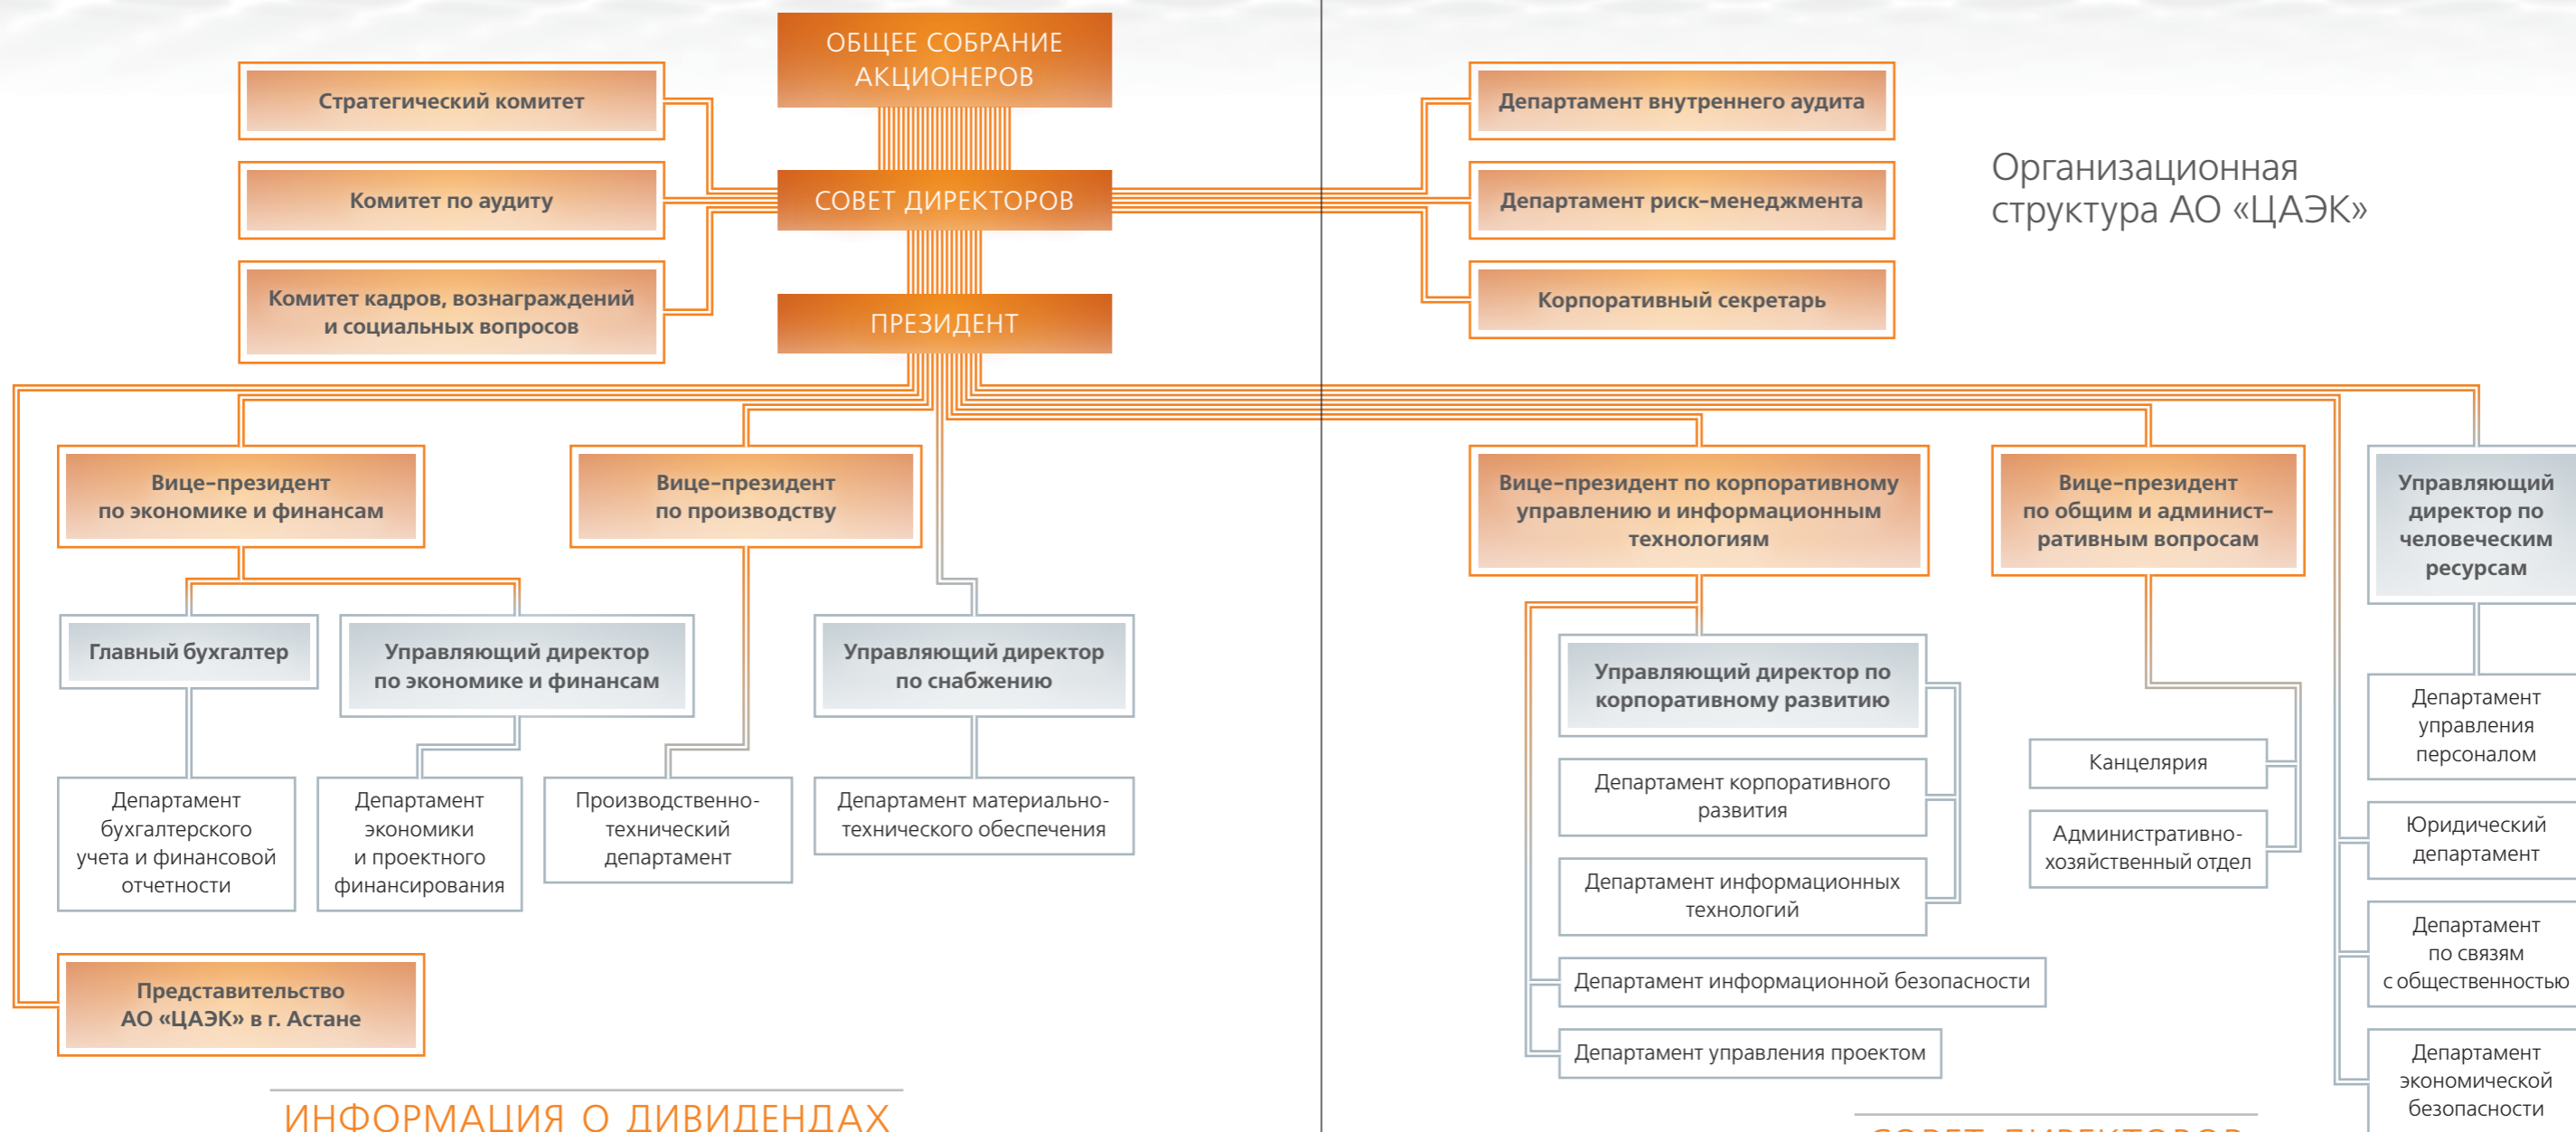 ОБЩЕЕ СОБРАНИЕ
АКЦИОНЕРОВ
Стратегический комитет
Департамент внутреннего аудита
Организационная
структура АО «ЦАЭК»
Комитет по аудиту
СОВЕТ ДИРЕКТОРОВ
Департамент риск-менеджмента
Комитет кадров, вознаграждений
и социальных вопросов
ПРЕЗИДЕНТ
Корпоративный секретарь
Вице-президент
по экономике и финансам
Вице-президент
по производству
Вице-президент по корпоративному
управлению и информационным
технологиям
Вице-президент
по общим и админист-
ративным вопросам
Управляющий
директор по
человеческим
ресурсам
Главный бухгалтер
Управляющий директор
по экономике и финансам
Управляющий директор
по снабжению
Управляющий директор по
корпоративному развитию
Департамент
управления
персоналом
Департамент
бухгалтерского
учета и финансовой
отчетности
Департамент
экономики
и проектного
финансирования
Производственно-
технический
департамент
Департамент материально-
технического обеспечения
Департамент корпоративного
развития
Канцелярия
Административно-
хозяйственный отдел
Юридический
департамент
Департамент информационных
технологий
Департамент
по связям
с общественностью
Департамент информационной безопасности
Представительство
АО «ЦАЭК» в г. Астане
Департамент управления проектом
Департамент
экономической
безопасности
ИНФОРМАЦИЯ О ДИВИДЕНДАХ
СОВЕТ ДИРЕКТОРОВ